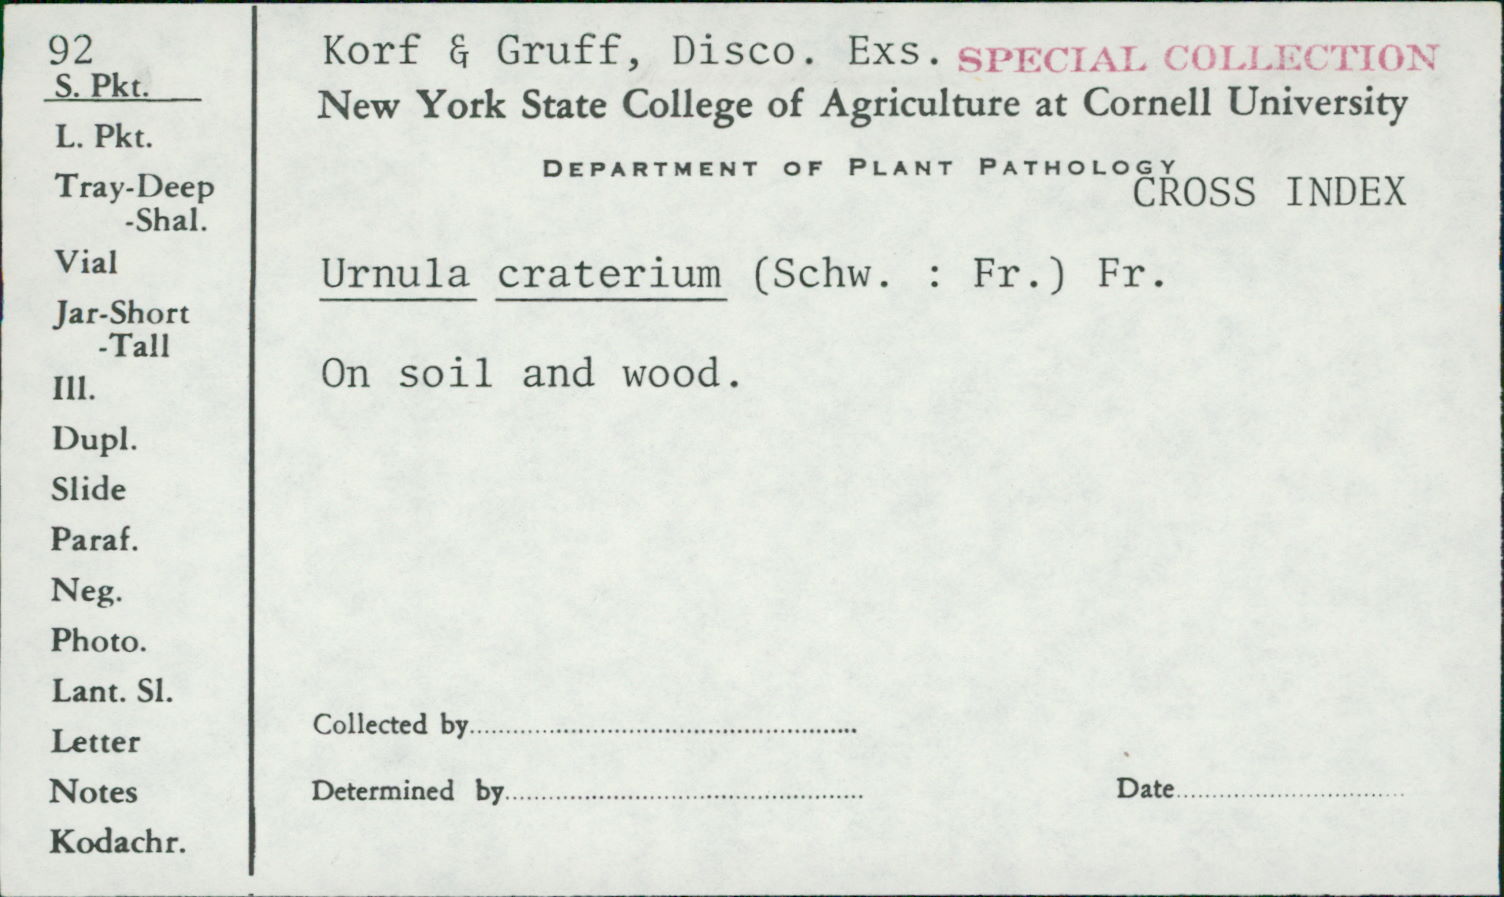 92
S. Pkt.
L. Pkt.
Tray-Deep
-Shal.
Vial
Jar-Short
-Tall
Ill.
Dupl.
Slide
Paraf.
Neg.
Photo.
Lant. Sl.
Letter
Notes
Kodachr.
Korf & Gruff, Disco. Exs. SPECIAL COLLECTION
New York State College of Agriculture at Cornell University
DEPARTMENT OF PLANT PATHOLOGY
CROSS INDEX
Urnula craterium (Schw. : Fr.) Fr.
On soil and wood.
Collected by
Determined by
Date